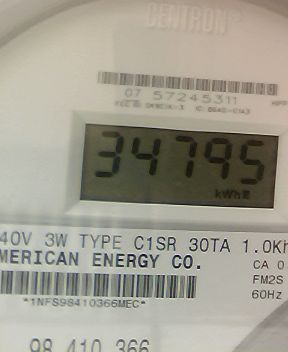 CENTRON®
07 57245311
34795
kWh
40V 3W TYPE C1SR 30TA 1.0Kh
MERICAN ENERGY CO.
CA 0
FM2S
60Hz
*1NFS98410366MEC*
98 410 366